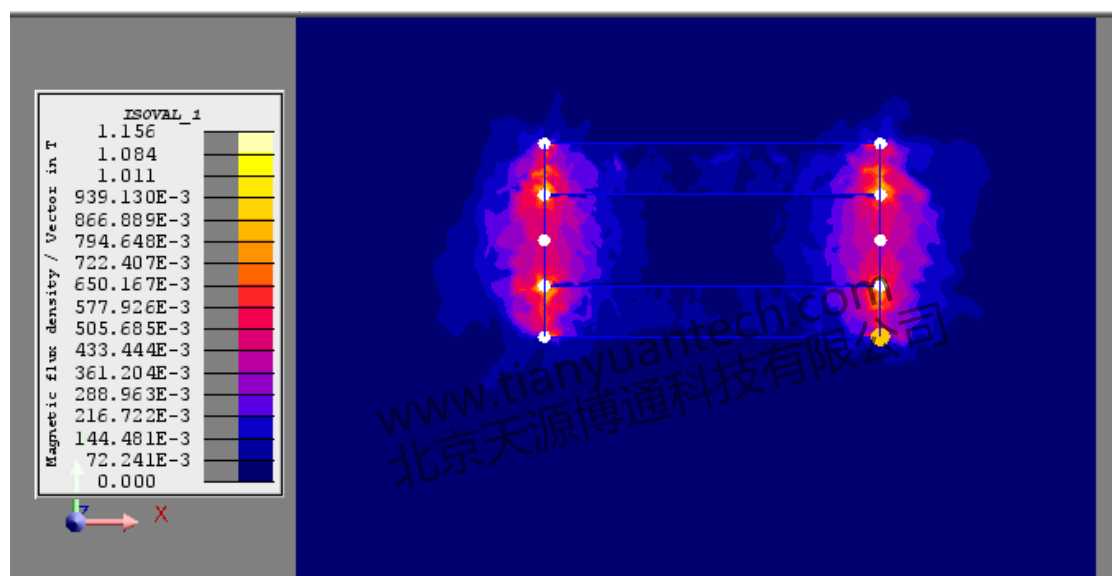 ISOVAL_1
Magnetic flux density / Vector in T
1.156
1.084
1.011
939.130E-3
866.889E-3
794.648E-3
722.407E-3
650.167E-3
577.926E-3
505.685E-3
433.444E-3
361.204E-3
288.963E-3
216.722E-3
144.481E-3
72.241E-3
0.000
Z
X
www.tianyuantech.com
北京天源博通科技有限公司